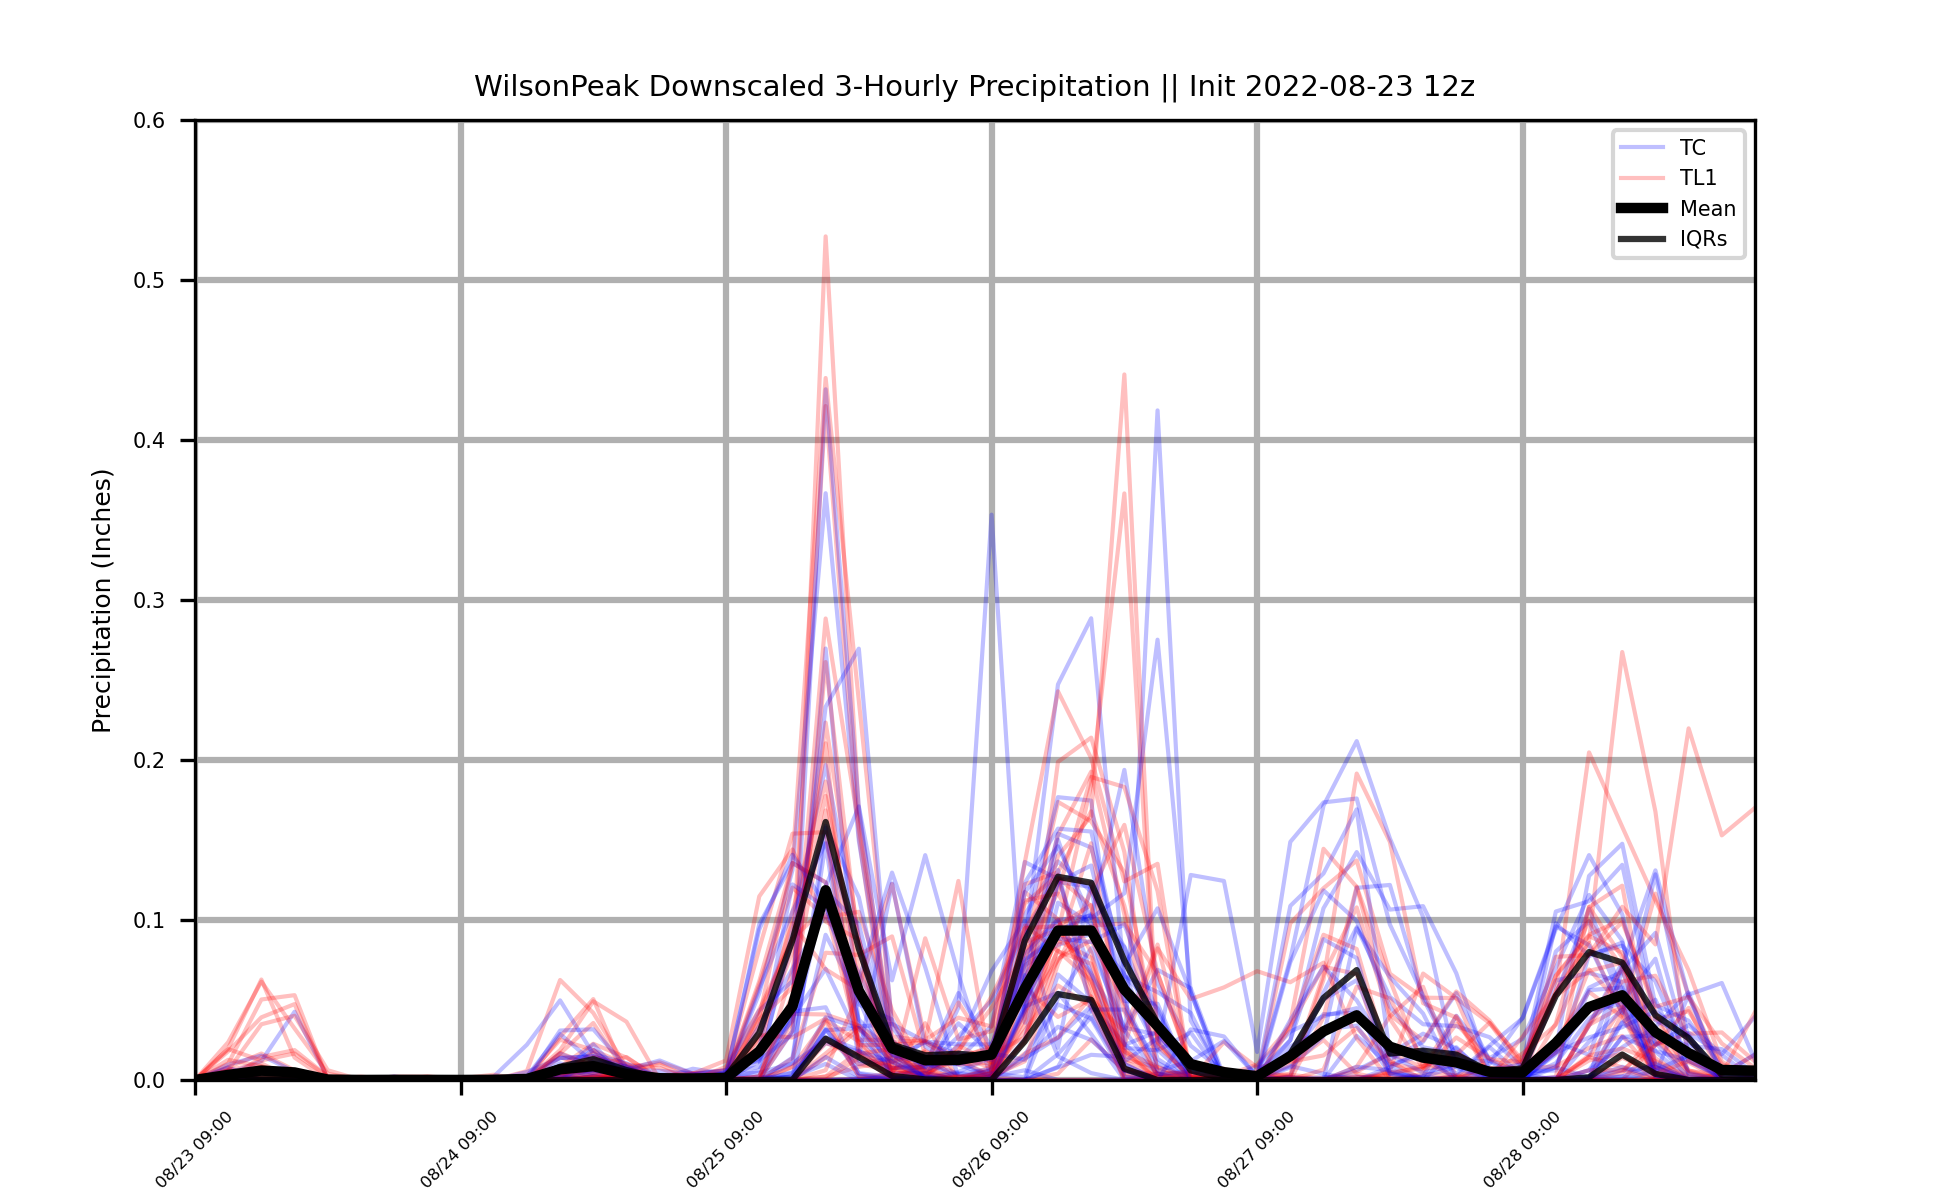 WilsonPeak Downscaled 3-Hourly Precipitation || Init 2022-08-23 12z
Precipitation (Inches)
0.6
0.5
0.4
0.3
0.2
0.1
0.0
TC
TL1
Mean
IQRs
08/23 09:00
08/24 09:00
08/25 09:00
08/26 09:00
08/27 09:00
08/28 09:00